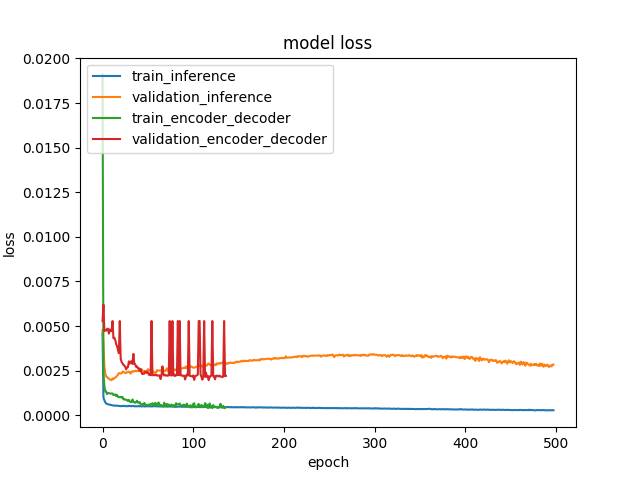 model loss
0.0200
0.0175
0.0150
0.0125
0.0100
0.0075
0.0050
0.0025
0.0000
loss
train_inference
validation_inference
train_encoder_decoder
validation_encoder_decoder
0 100 200 300 400 500
epoch